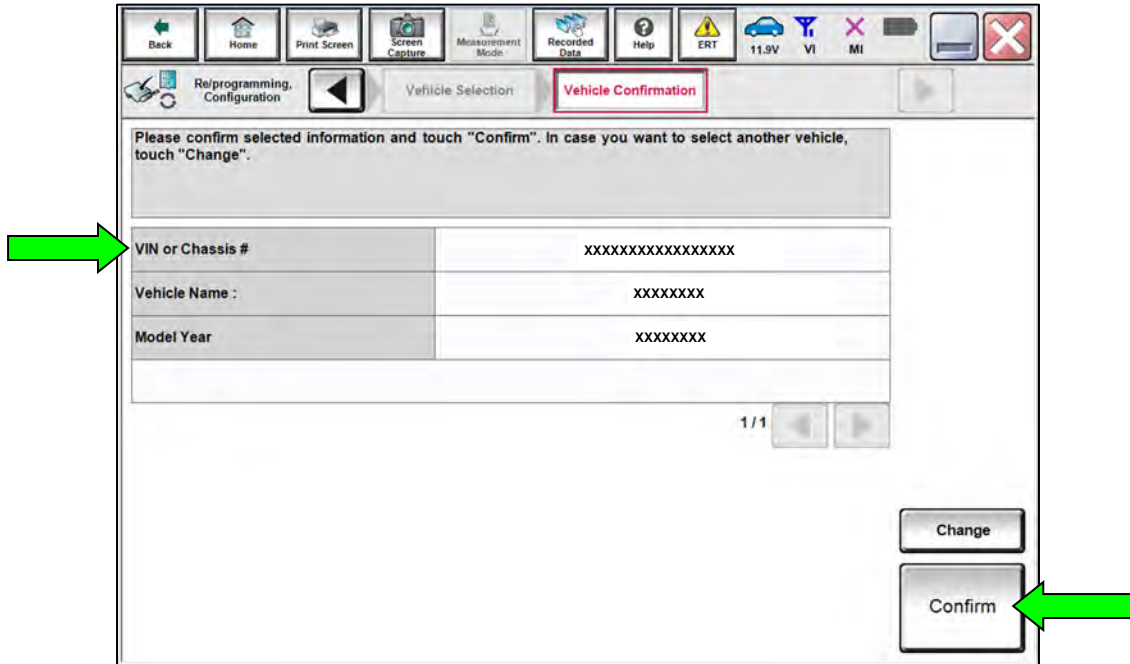 Back
Home
Print Screen
Screen
Capture
Measurement
Mode
Recorded
Data
Help
ERT
11.9V
VI
MI
Re/programming,
Configuration
Vehicle Selection
Vehicle Confirmation
Please confirm selected information and touch "Confirm". In case you want to select another vehicle,
touch "Change".
VIN or Chassis # XXXXXXXXXXXXXXXXX
Vehicle Name : XXXXXXXX
Model Year XXXXXXXX
1/1
Change
Confirm